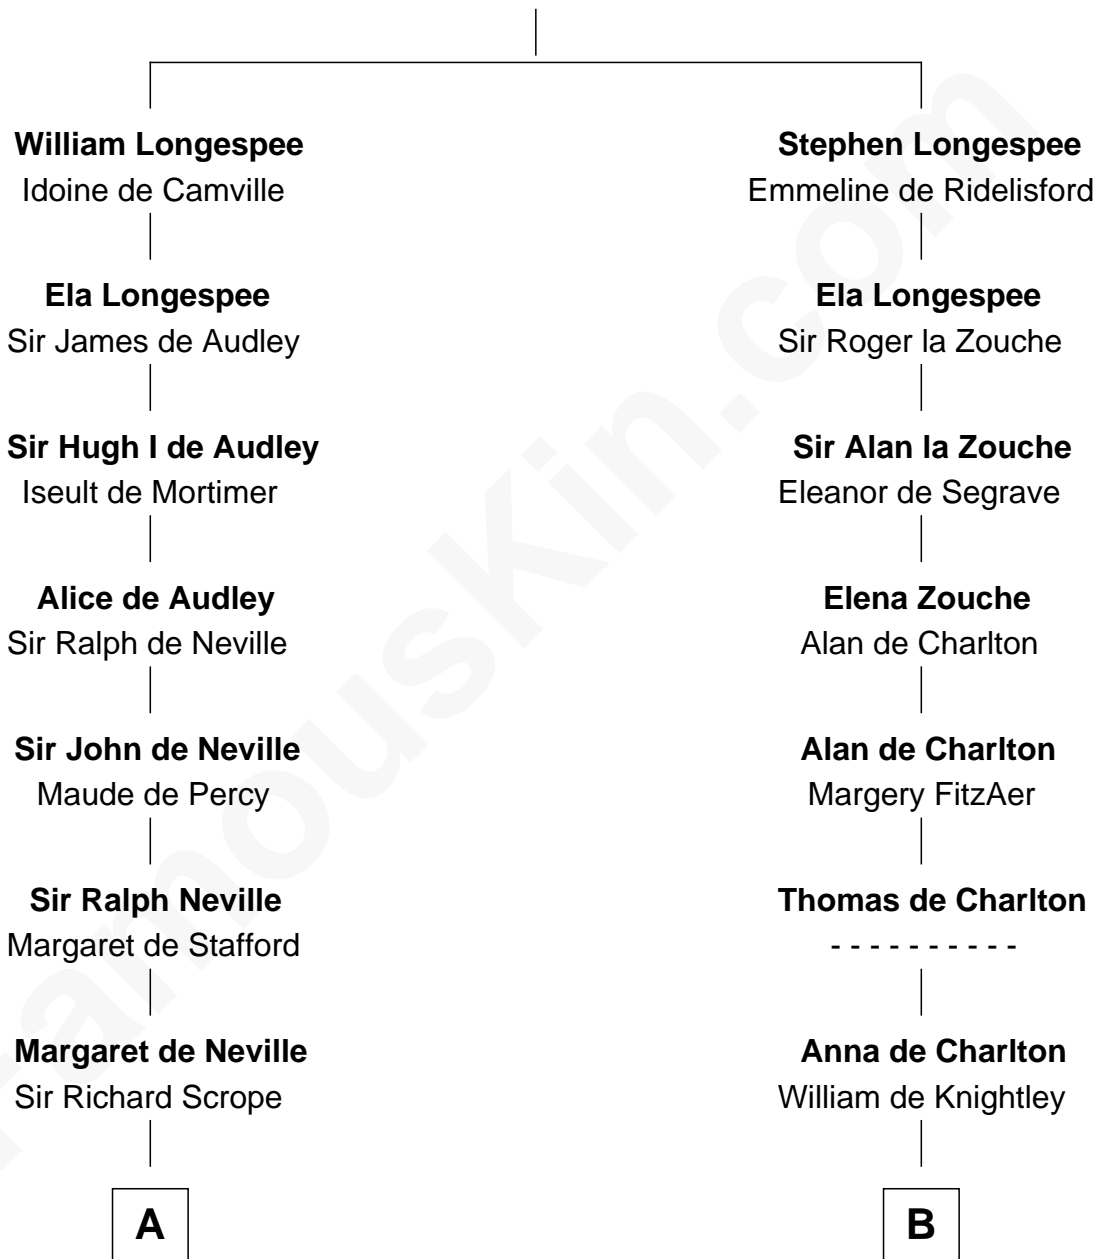 William Longespee
Idoine de Camville
Stephen Longespee
Emmeline de Ridelisford
Ela Longespee
Sir James de Audley
Ela Longespee
Sir Roger la Zouche
Sir Hugh I de Audley
Iseult de Mortimer
Sir Alan la Zouche
Eleanor de Segrave
Alice de Audley
Sir Ralph de Neville
Elena Zouche
Alan de Charlton
Sir John de Neville
Maude de Percy
Alan de Charlton
Margery FitzAer
Sir Ralph Neville
Margaret de Stafford
Thomas de Charlton
- - - - - - - - - -
Margaret de Neville
Sir Richard Scrope
Anna de Charlton
William de Knightley
A
B
FamousKin.com